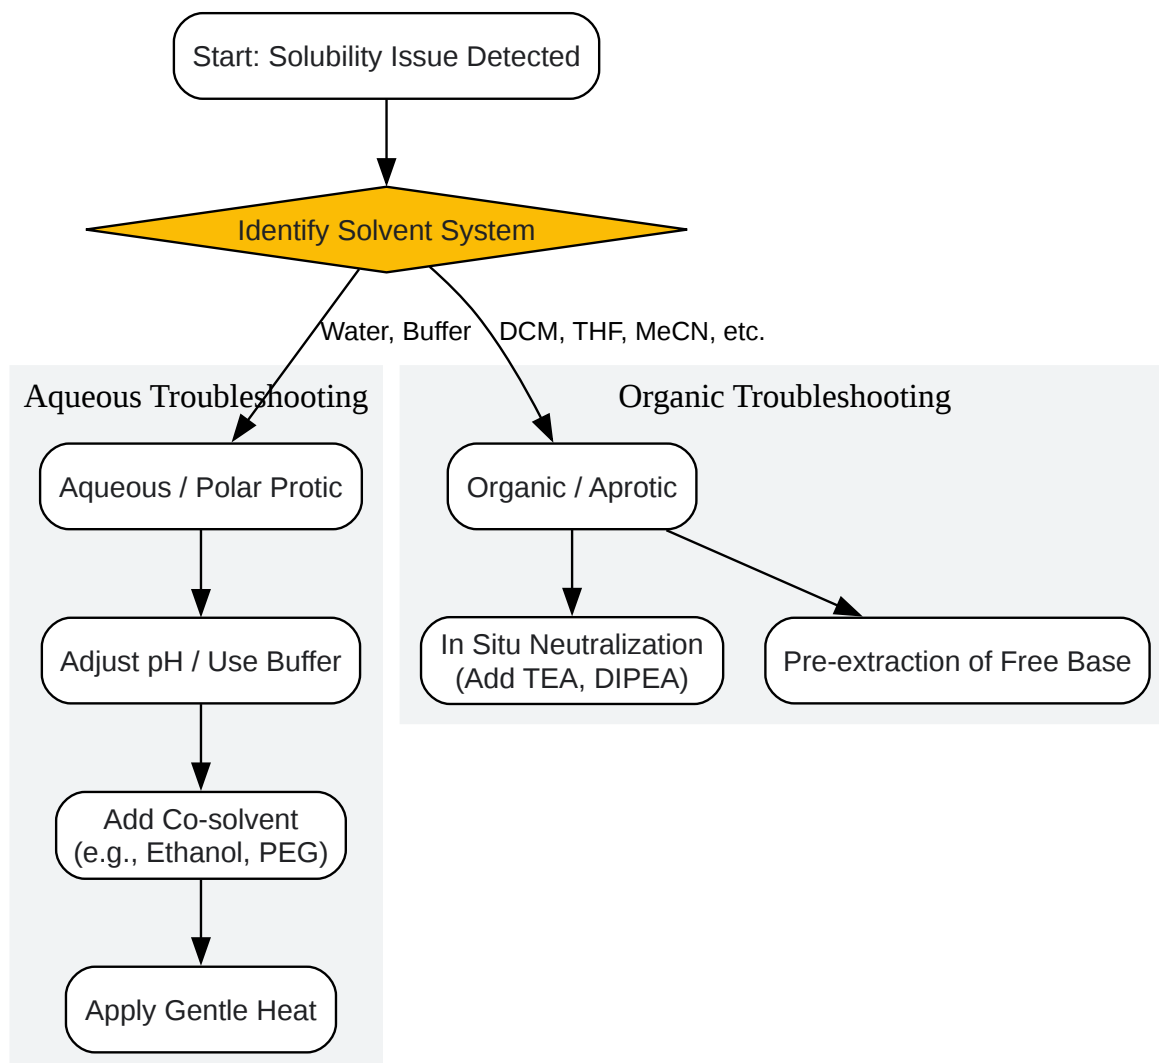 Start: Solubility Issue Detected
Identify Solvent System
Water, Buffer
DCM, THF, MeCN, etc.
Aqueous Troubleshooting
Organic Troubleshooting
Aqueous / Polar Protic
Organic / Aprotic
Adjust pH / Use Buffer
In Situ Neutralization
(Add TEA, DIPEA)
Pre-extraction of Free Base
Add Co-solvent
(e.g., Ethanol, PEG)
Apply Gentle Heat